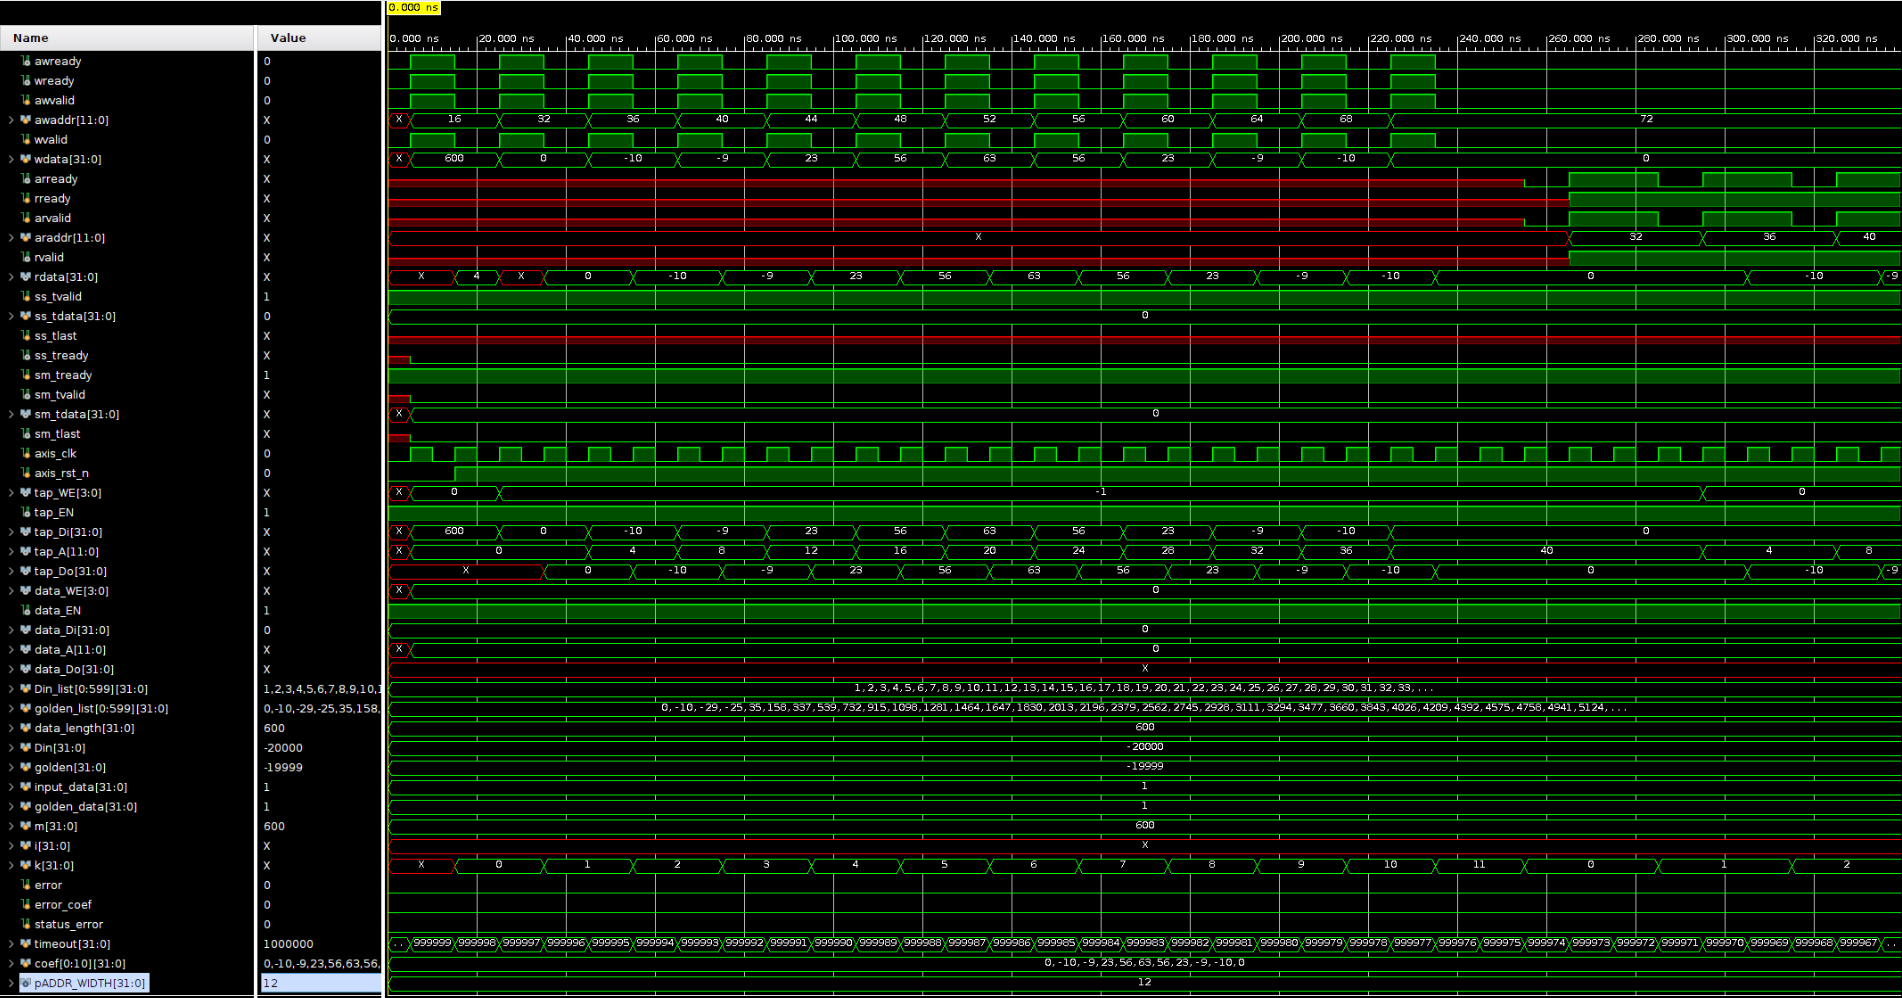 0.000 ns
Name Value 0.000 ns 20.000 ns 40.000 ns 60.000 ns 80.000 ns 100.000 ns 120.000 ns 140.000 ns 160.000 ns 180.000 ns 200.000 ns 220.000 ns 240.000 ns 260.000 ns 280.000 ns 300.000 ns 320.000 ns
awready 0
wready 0
awvalid 0
awaddr[11:0] X X 16 32 36 40 44 48 52 56 60 64 68 72
wvalid 0
wdata[31:0] X X 600 0 -10 -9 23 56 63 56 23 -9 -10 0
arready X
rready X
arvalid X
araddr[11:0] X X 32 36 40
rvalid X
rdata[31:0] X X 4 X 0 -10 -9 23 56 63 56 23 -9 -10 0 -10 -9
ss_tvalid 1
ss_tdata[31:0] 0 0
ss_tlast X
ss_tready X
sm_tready 1
sm_tvalid X
sm_tdata[31:0] X X 0
sm_tlast X
axis_clk 0
axis_rst_n 0
tap_WE[3:0] X X 0 -1 0
tap_EN 1
tap_Di[31:0] X X 600 0 -10 -9 23 56 63 56 23 -9 -10 0
tap_A[11:0] X X 0 4 8 12 16 20 24 28 32 36 40 4 8
tap_Do[31:0] X X 0 -10 -9 23 56 63 56 23 -9 -10 0 -10 -9
data_WE[3:0] X X 0
data_EN 1
data_Di[31:0] 0 0
data_A[11:0] X X 0
data_Do[31:0] X X
Din_list[0:599][31:0] 1,2,3,4,5,6,7,8,9,10,1 1,2,3,4,5,6,7,8,9,10,11,12,13,14,15,16,17,18,19,20,21,22,23,24,25,26,27,28,29,30,31,32,33,...
golden_list[0:599][31:0] 0,-10,-29,-25,35,158, 0,-10,-29,-25,35,158,337,539,732,915,1098,1281,1464,1647,1830,2013,2196,2379,2562,2745,2928,3111,3294,3477,3660,3843,4026,4209,4392,4575,4758,4941,5124,...
data_length[31:0] 600 600
Din[31:0] -20000 -20000
golden[31:0] -19999 -19999
input_data[31:0] 1 1
golden_data[31:0] 1 1
m[31:0] 600 600
i[31:0] X X
k[31:0] X X 0 1 2 3 4 5 6 7 8 9 10 11 0 1 2
error 0
error_coef 0
status_error 0
timeout[31:0] 1000000 .. 999999 999998 999997 999996 999995 999994 999993 999992 999991 999990 999989 999988 999987 999986 999985 999984 999983 999982 999981 999980 999979 999978 999977 999976 999975 999974 999973 999972 999971 999970 999969 999968 999967 ..
coef[0:10][31:0] 0,-10,-9,23,56,63,56, 0,-10,-9,23,56,63,56,23,-9,-10,0
pADDR_WIDTH[31:0] 12 12